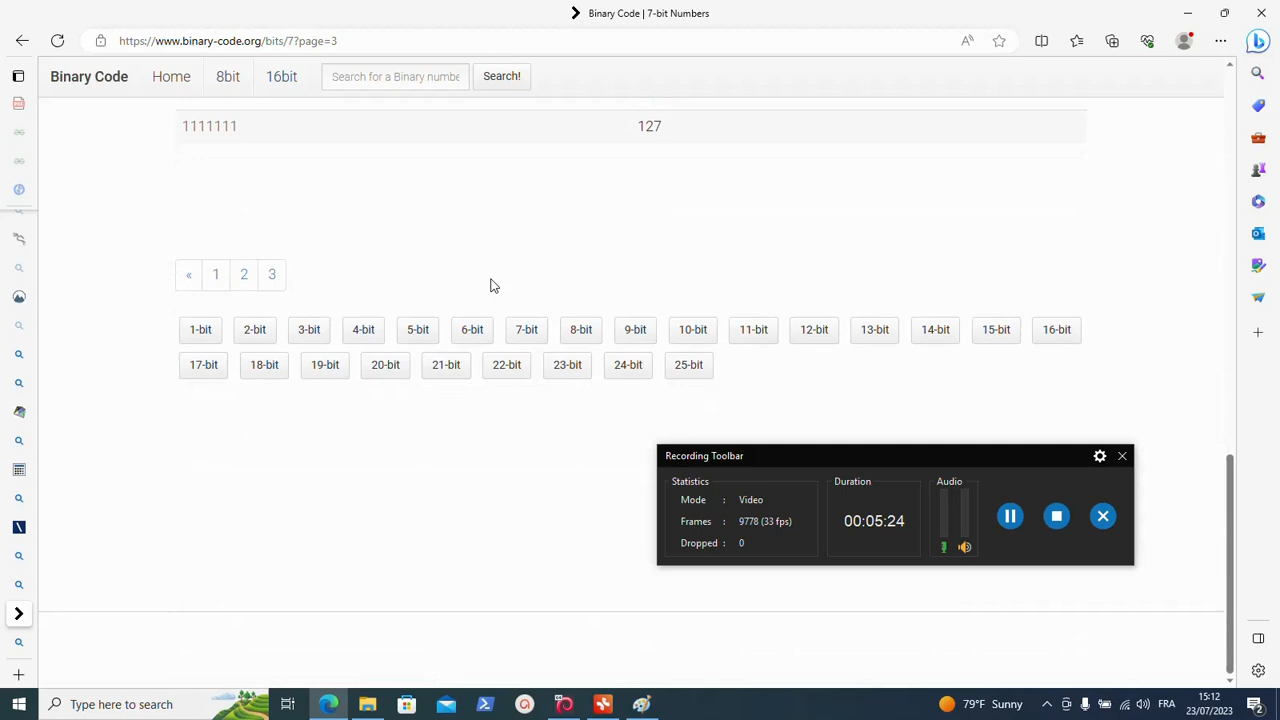 Binary Code | 7-bit Numbers
https://www.binary-code.org/bits/7?page=3
Binary Code Home 8bit 16bit Search for a Binary numbe Search!
1111111 127
« 1 2 3
1-bit 2-bit 3-bit 4-bit 5-bit 6-bit 7-bit 8-bit 9-bit 10-bit 11-bit 12-bit 13-bit 14-bit 15-bit 16-bit
17-bit 18-bit 19-bit 20-bit 21-bit 22-bit 23-bit 24-bit 25-bit
Recording Toolbar
Statistics Duration Audio
Mode : Video
Frames : 9778 (33 fps) 00:05:24
Dropped : 0
Type here to search 79°F Sunny FRA 15:12
23/07/2023 2